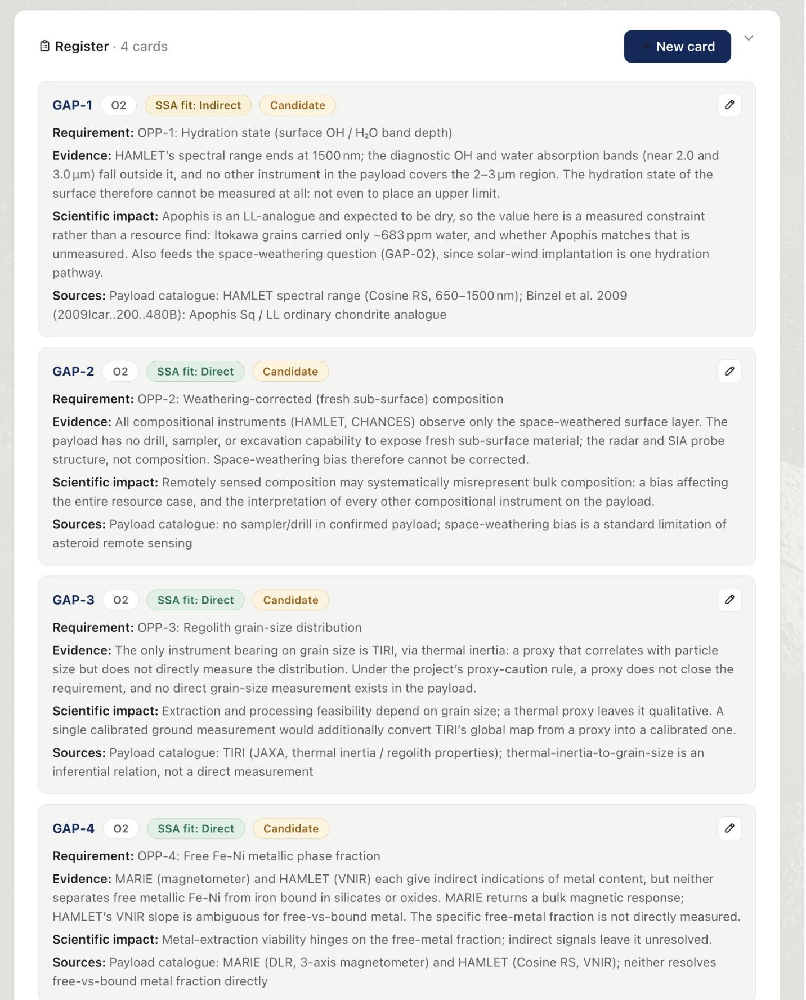 Register · 4 cards
+ New card
GAP-1 O2 SSA fit: Indirect Candidate
Requirement: OPP-1: Hydration state (surface OH / H₂O band depth)
Evidence: HAMLET’s spectral range ends at 1500 nm; the diagnostic OH and water absorption bands (near 2.0 and
3.0 µm) fall outside it, and no other instrument in the payload covers the 2–3 µm region. The hydration state of the
surface therefore cannot be measured at all: not even to place an upper limit.
Scientific impact: Apophis is an LL-analogue and expected to be dry, so the value here is a measured constraint
rather than a resource find: Itokawa grains carried only ~683 ppm water, and whether Apophis matches that is
unmeasured. Also feeds the space-weathering question (GAP-02), since solar-wind implantation is one hydration
pathway.
Sources: Payload catalogue: HAMLET spectral range (Cosine RS, 650–1500 nm); Binzel et al. 2009
(2009Icar..200..480B): Apophis Sq / LL ordinary chondrite analogue
GAP-2 O2 SSA fit: Direct Candidate
Requirement: OPP-2: Weathering-corrected (fresh sub-surface) composition
Evidence: All compositional instruments (HAMLET, CHANCES) observe only the space-weathered surface layer. The
payload has no drill, sampler, or excavation capability to expose fresh sub-surface material; the radar and SIA probe
structure, not composition. Space-weathering bias therefore cannot be corrected.
Scientific impact: Remotely sensed composition may systematically misrepresent bulk composition: a bias affecting
the entire resource case, and the interpretation of every other compositional instrument on the payload.
Sources: Payload catalogue: no sampler/drill in confirmed payload; space-weathering bias is a standard limitation of
asteroid remote sensing
GAP-3 O2 SSA fit: Direct Candidate
Requirement: OPP-3: Regolith grain-size distribution
Evidence: The only instrument bearing on grain size is TIRI, via thermal inertia: a proxy that correlates with particle
size but does not directly measure the distribution. Under the project’s proxy-caution rule, a proxy does not close the
requirement, and no direct grain-size measurement exists in the payload.
Scientific impact: Extraction and processing feasibility depend on grain size; a thermal proxy leaves it qualitative. A
single calibrated ground measurement would additionally convert TIRI’s global map from a proxy into a calibrated one.
Sources: Payload catalogue: TIRI (JAXA, thermal inertia / regolith properties); thermal-inertia-to-grain-size is an
inferential relation, not a direct measurement
GAP-4 O2 SSA fit: Direct Candidate
Requirement: OPP-4: Free Fe-Ni metallic phase fraction
Evidence: MARIE (magnetometer) and HAMLET (VNIR) each give indirect indications of metal content, but neither
separates free metallic Fe-Ni from iron bound in silicates or oxides. MARIE returns a bulk magnetic response;
HAMLET’s VNIR slope is ambiguous for free-vs-bound metal. The specific free-metal fraction is not directly measured.
Scientific impact: Metal-extraction viability hinges on the free-metal fraction; indirect signals leave it unresolved.
Sources: Payload catalogue: MARIE (DLR, 3-axis magnetometer) and HAMLET (Cosine RS, VNIR); neither resolves
free-vs-bound metal fraction directly